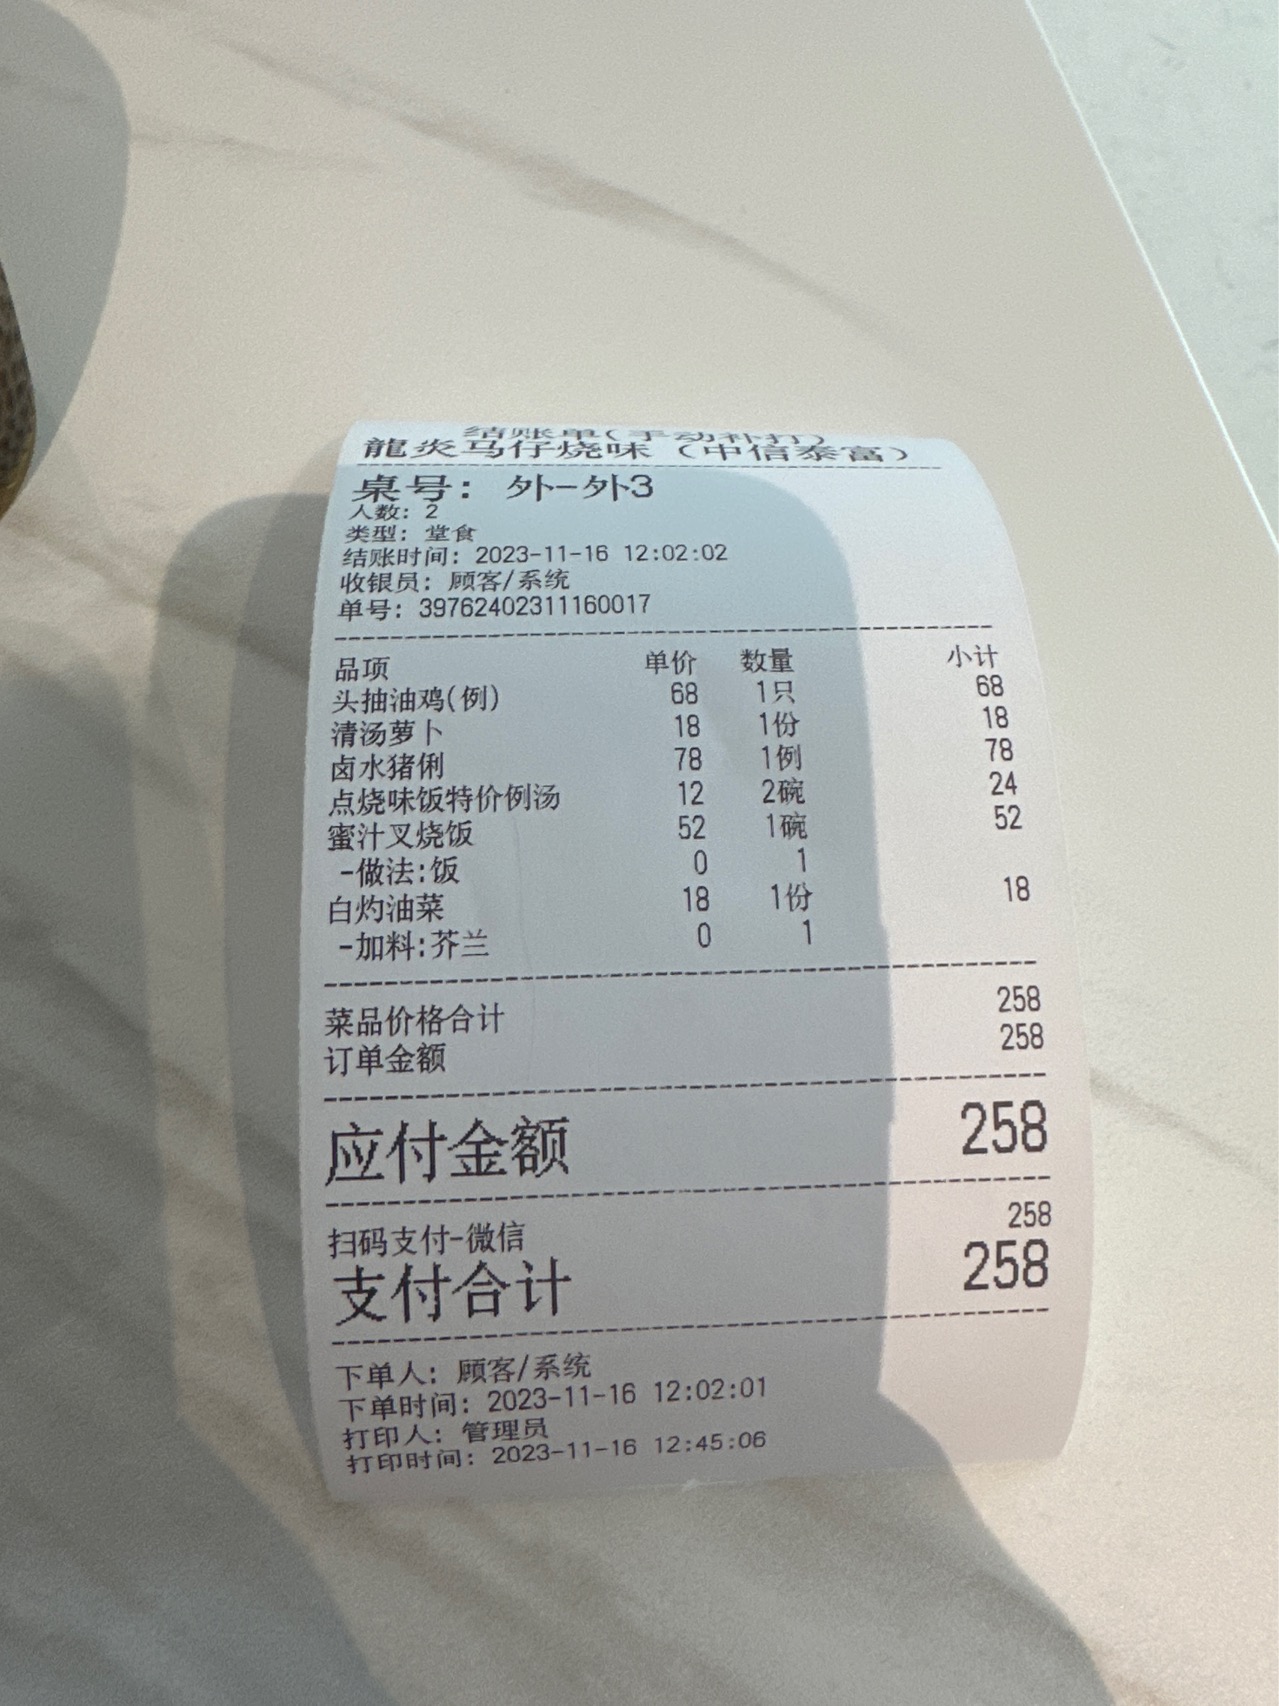 结账单(手动补打)
龍炎马仔烧味（中信泰富）
桌号: 外-外3
人数: 2
类型: 堂食
结账时间: 2023-11-16 12:02:02
收银员: 顾客/系统
单号: 39762402311160017
品项 单价 数量 小计
头抽油鸡(例) 68 1只 68
清汤萝卜 18 1份 18
卤水猪俐 78 1例 78
点烧味饭特价例汤 12 2碗 24
蜜汁叉烧饭 52 1碗 52
-做法:饭 0 1
白灼油菜 18 1份 18
-加料:芥兰 0 1
菜品价格合计 258
订单金额 258
应付金额 258
扫码支付-微信 258
支付合计 258
下单人: 顾客/系统
下单时间: 2023-11-16 12:02:01
打印人: 管理员
打印时间: 2023-11-16 12:45:06